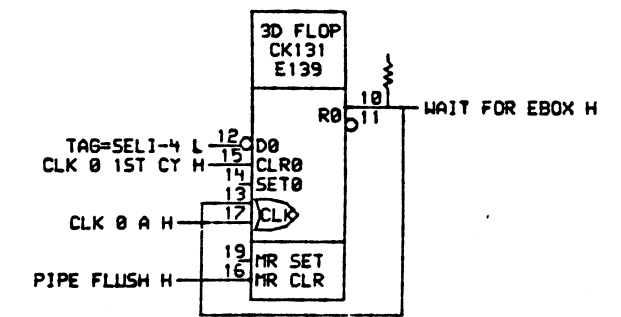 3D FLOP
CK131
E139
R0 10 WAIT FOR EBOX H
11
TAG=SEL1-4 L 12 D0
CLK 0 1ST CY H 15 CLR0
14 SET0
13
CLK 0 A H 17 CLK
19 MR SET
PIPE FLUSH H 16 MR CLR